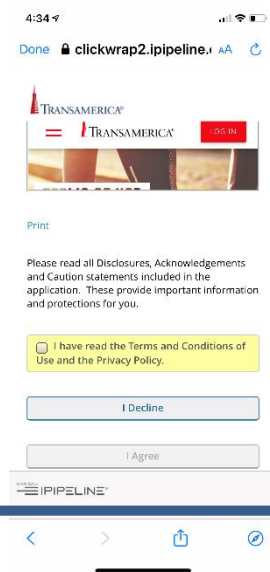 4:34
Done clickwrap2.ipipeline. AA
TRANSAMERICA®
TRANSAMERICA® LOG IN
Print
Please read all Disclosures, Acknowledgements
and Caution statements included in the
application. These provide important information
and protections for you.
I have read the Terms and Conditions of
Use and the Privacy Policy.
I Decline
I Agree
IPIPELINE®